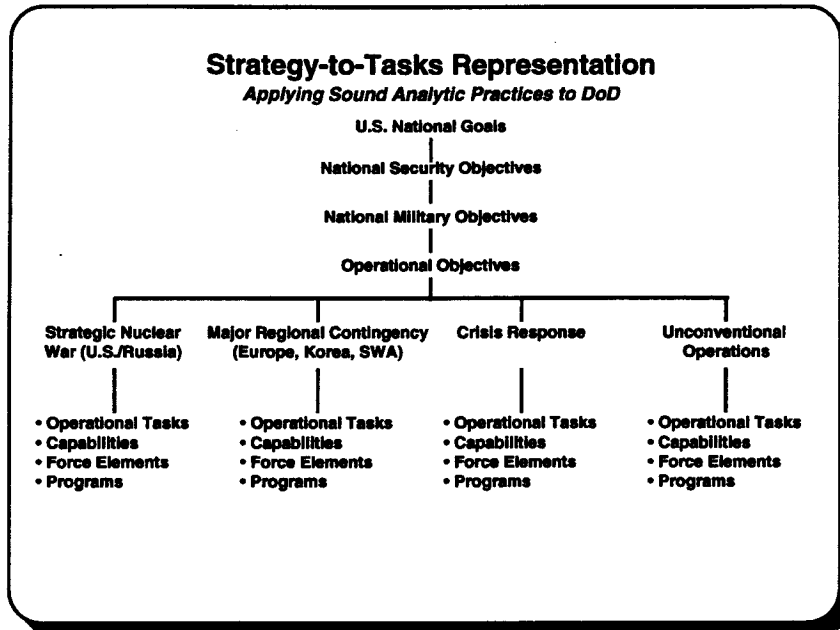 Strategy-to-Tasks Representation
Applying Sound Analytic Practices to DoD
U.S. National Goals
National Security Objectives
National Military Objectives
Operational Objectives
Strategic Nuclear
War (U.S./Russia)
Major Regional Contingency
(Europe, Korea, SWA)
Crisis Response
Unconventional
Operations
• Operational Tasks
• Capabilities
• Force Elements
• Programs
• Operational Tasks
• Capabilities
• Force Elements
• Programs
• Operational Tasks
• Capabilities
• Force Elements
• Programs
• Operational Tasks
• Capabilities
• Force Elements
• Programs